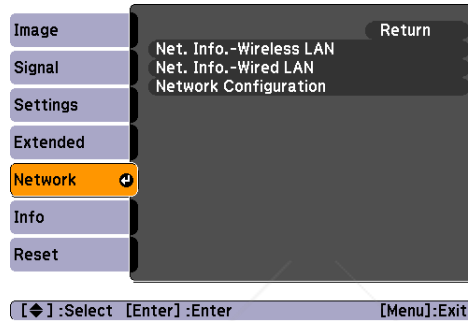 Image
Signal
Settings
Extended
Network
Info
Reset
Return
Net. Info.-Wireless LAN
Net. Info.-Wired LAN
Network Configuration
[◆] :Select [Enter] :Enter [Menu]:Exit